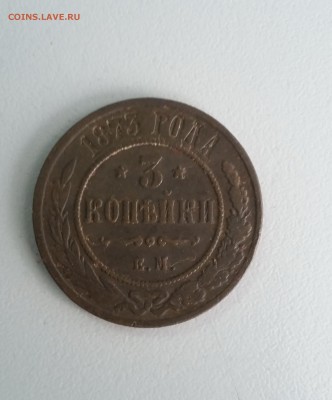 COINS.LAVE.RU
1873 ГОДА
3
КОПѢЙКИ
Е.М.